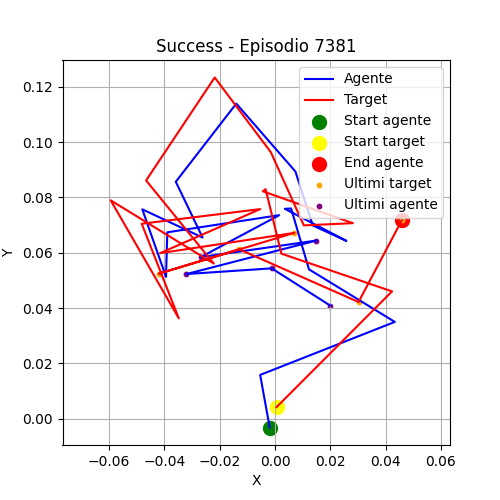 Success - Episodio 7381
Agente
Target
Start agente
Start target
End agente
Ultimi target
Ultimi agente
Y
0.12
0.10
0.08
0.06
0.04
0.02
0.00
−0.06
−0.04
−0.02
0.00
0.02
0.04
0.06
X